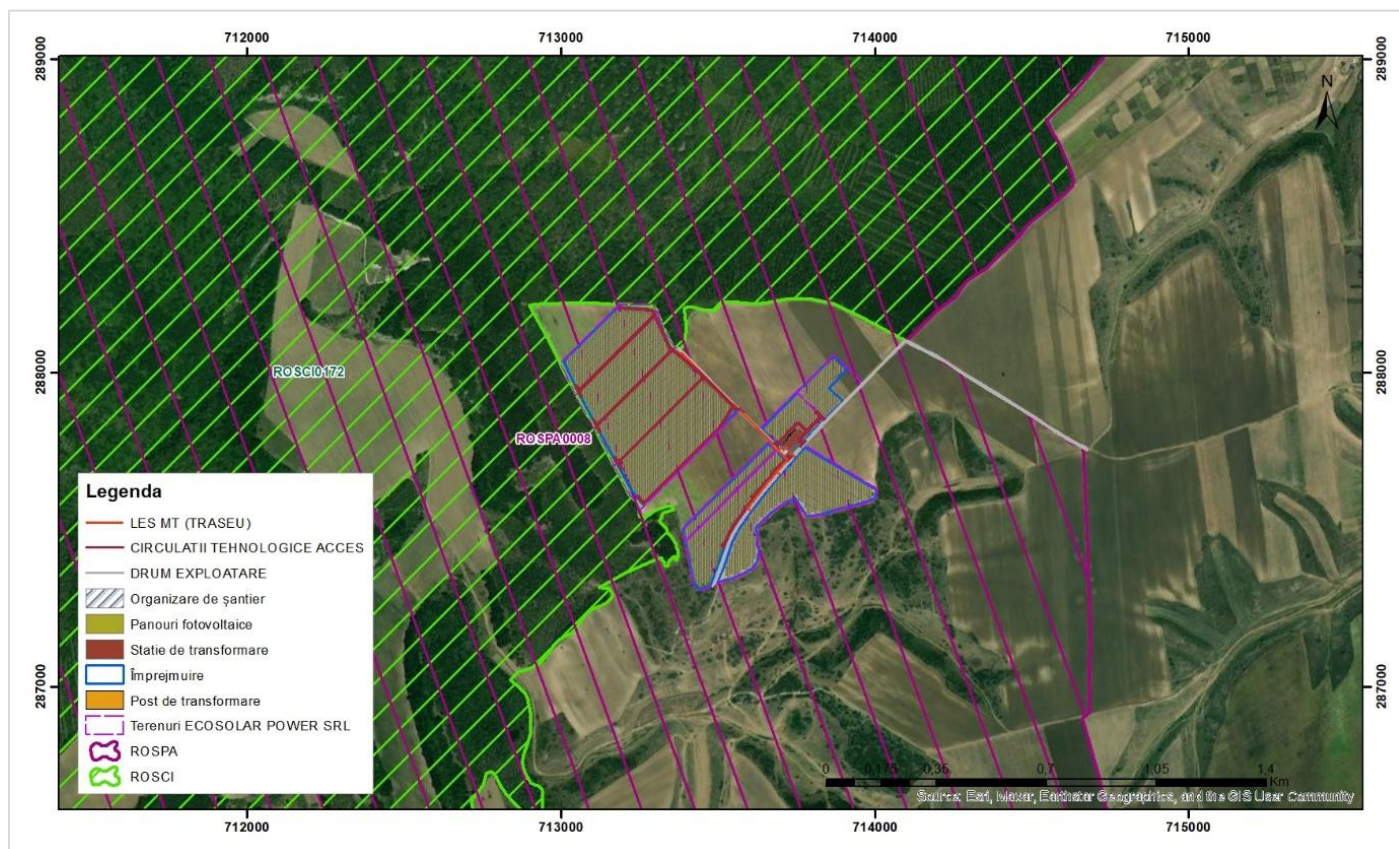 712000
713000
714000
715000
289000
289000
N
288000
288000
ROSCI0172
ROSPA0008
Legenda
LES MT (TRASEU)
CIRCULATII TEHNOLOGICE ACCES
DRUM EXPLOATARE
Organizare de șantier
Panouri fotovoltaice
Statie de transformare
Împrejmuire
Post de transformare
Terenuri ECOSOLAR POWER SRL
ROSPA
ROSCI
287000
287000
0 0,175 0,35 0,7 1,05 1,4
Km
Source: Esri, Maxar, Earthstar Geographics, and the GIS User Community
712000
713000
714000
715000